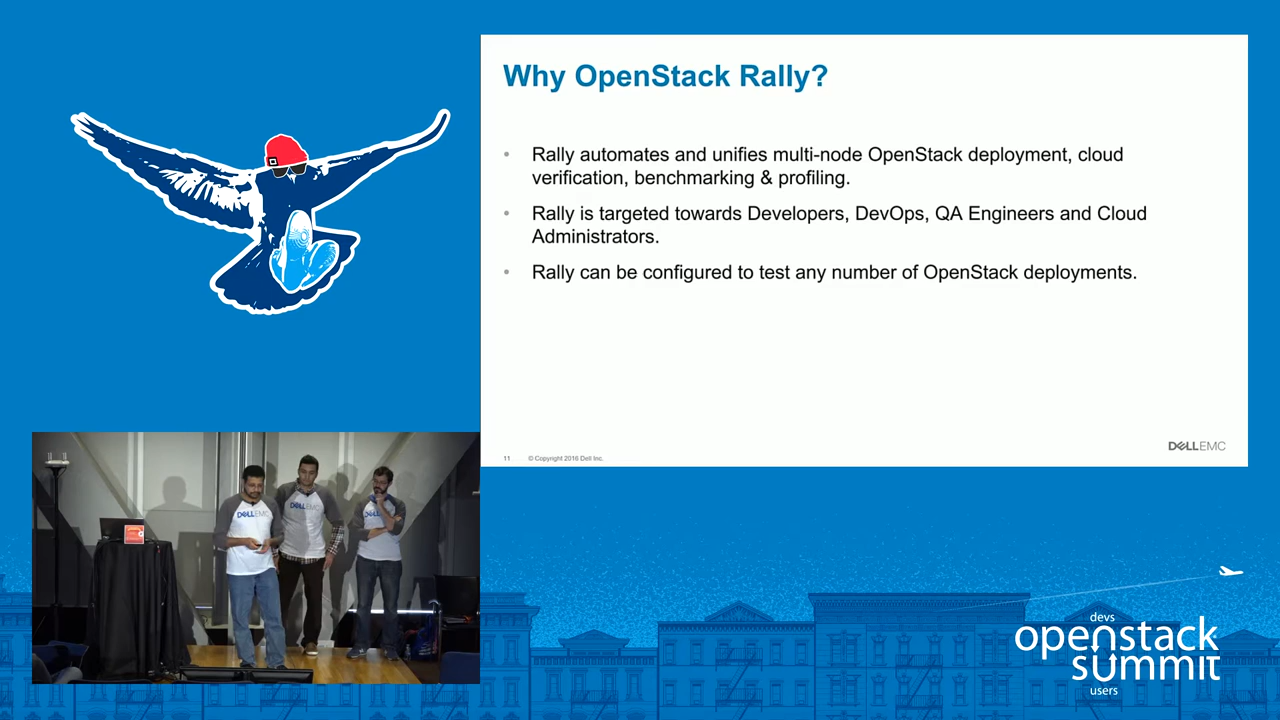 Why OpenStack Rally?
• Rally automates and unifies multi-node OpenStack deployment, cloud
verification, benchmarking & profiling.
• Rally is targeted towards Developers, DevOps, QA Engineers and Cloud
Administrators.
• Rally can be configured to test any number of OpenStack deployments.
11 © Copyright 2016 Dell Inc.
DELLEMC
DELLEMC
DELLEMC
devs
openstack
summit
users